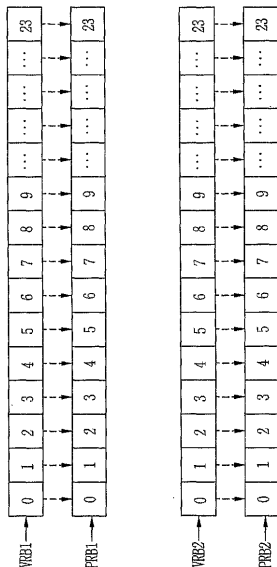 VRB1 0 1 2 3 4 5 6 7 8 9 ... ... ... ... 23
PRB1 0 1 2 3 4 5 6 7 8 9 ... ... ... ... 23
VRB2 0 1 2 3 4 5 6 7 8 9 ... ... ... ... 23
PRB2 0 1 2 3 4 5 6 7 8 9 ... ... ... ... 23